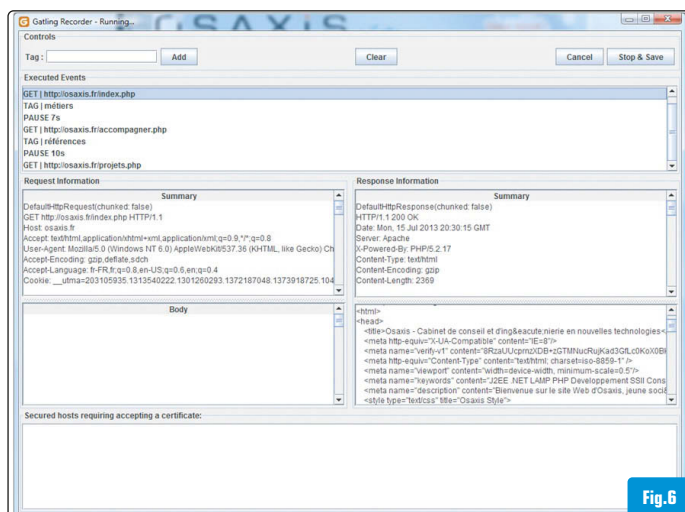 Gatling Recorder - Running...
OSAXIS
Controls
Tag : Add Clear Cancel Stop & Save
Executed Events
GET | http://osaxis.fr/index.php
TAG | métiers
PAUSE 7s
GET | http://osaxis.fr/accompagner.php
TAG | références
PAUSE 10s
GET | http://osaxis.fr/projets.php
Request Information
Summary
DefaultHttpRequest(chunked: false)
GET http://osaxis.fr/index.php HTTP/1.1
Host: osaxis.fr
Accept: text/html,application/xhtml+xml,application/xml;q=0.9,*/*;q=0.8
User-Agent: Mozilla/5.0 (Windows NT 6.0) AppleWebKit/537.36 (KHTML, like Gecko) Ch
Accept-Encoding: gzip,deflate,sdch
Accept-Language: fr-FR,fr;q=0.8,en-US;q=0.6,en;q=0.4
Cookie: __utma=203105935.1313540222.1301260293.1372187048.1373918725.104
Body
Response Information
Summary
DefaultHttpResponse(chunked: false)
HTTP/1.1 200 OK
Date: Mon, 15 Jul 2013 20:30:15 GMT
Server: Apache
X-Powered-By: PHP/5.2.17
Content-Type: text/html
Content-Encoding: gzip
Content-Length: 2369
<html>
<head>
<title>Osaxis - Cabinet de conseil et d'ing&eacute;nierie en nouvelles technologies<
<meta http-equiv="X-UA-Compatible" content="IE=8"/>
<meta name="verify-v1" content=
<meta http-equiv="Content-Type" content="text/html; charset=iso-8859-1" />
<meta name="viewport" content="width=device-width, minimum-scale=0.5"/>
<meta name="keywords" content="J2EE .NET LAMP PHP Developpement SSII Cons
<meta name="description" content="Bienvenue sur le site Web d'Osaxis, jeune soci
<style type="text/css" title="Osaxis Style">
Secured hosts requiring accepting a certificate:
Fig.6